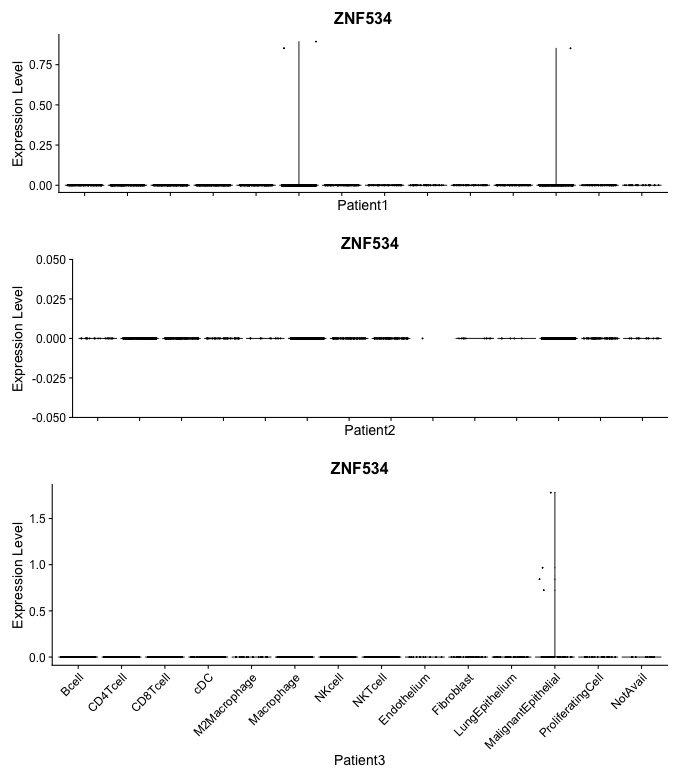 ZNF534
Expression Level
0.75
0.50
0.25
0.00
Patient1
ZNF534
Expression Level
0.050
0.025
0.000
-0.025
-0.050
Patient2
ZNF534
Expression Level
1.5
1.0
0.5
0.0
Bcell
CD4Tcell
CD8Tcell
cDC
M2Macrophage
Macrophage
NKcell
NKTcell
Endothelium
Fibroblast
LungEpithelium
MalignantEpithelial
ProliferatingCell
NotAvail
Patient3